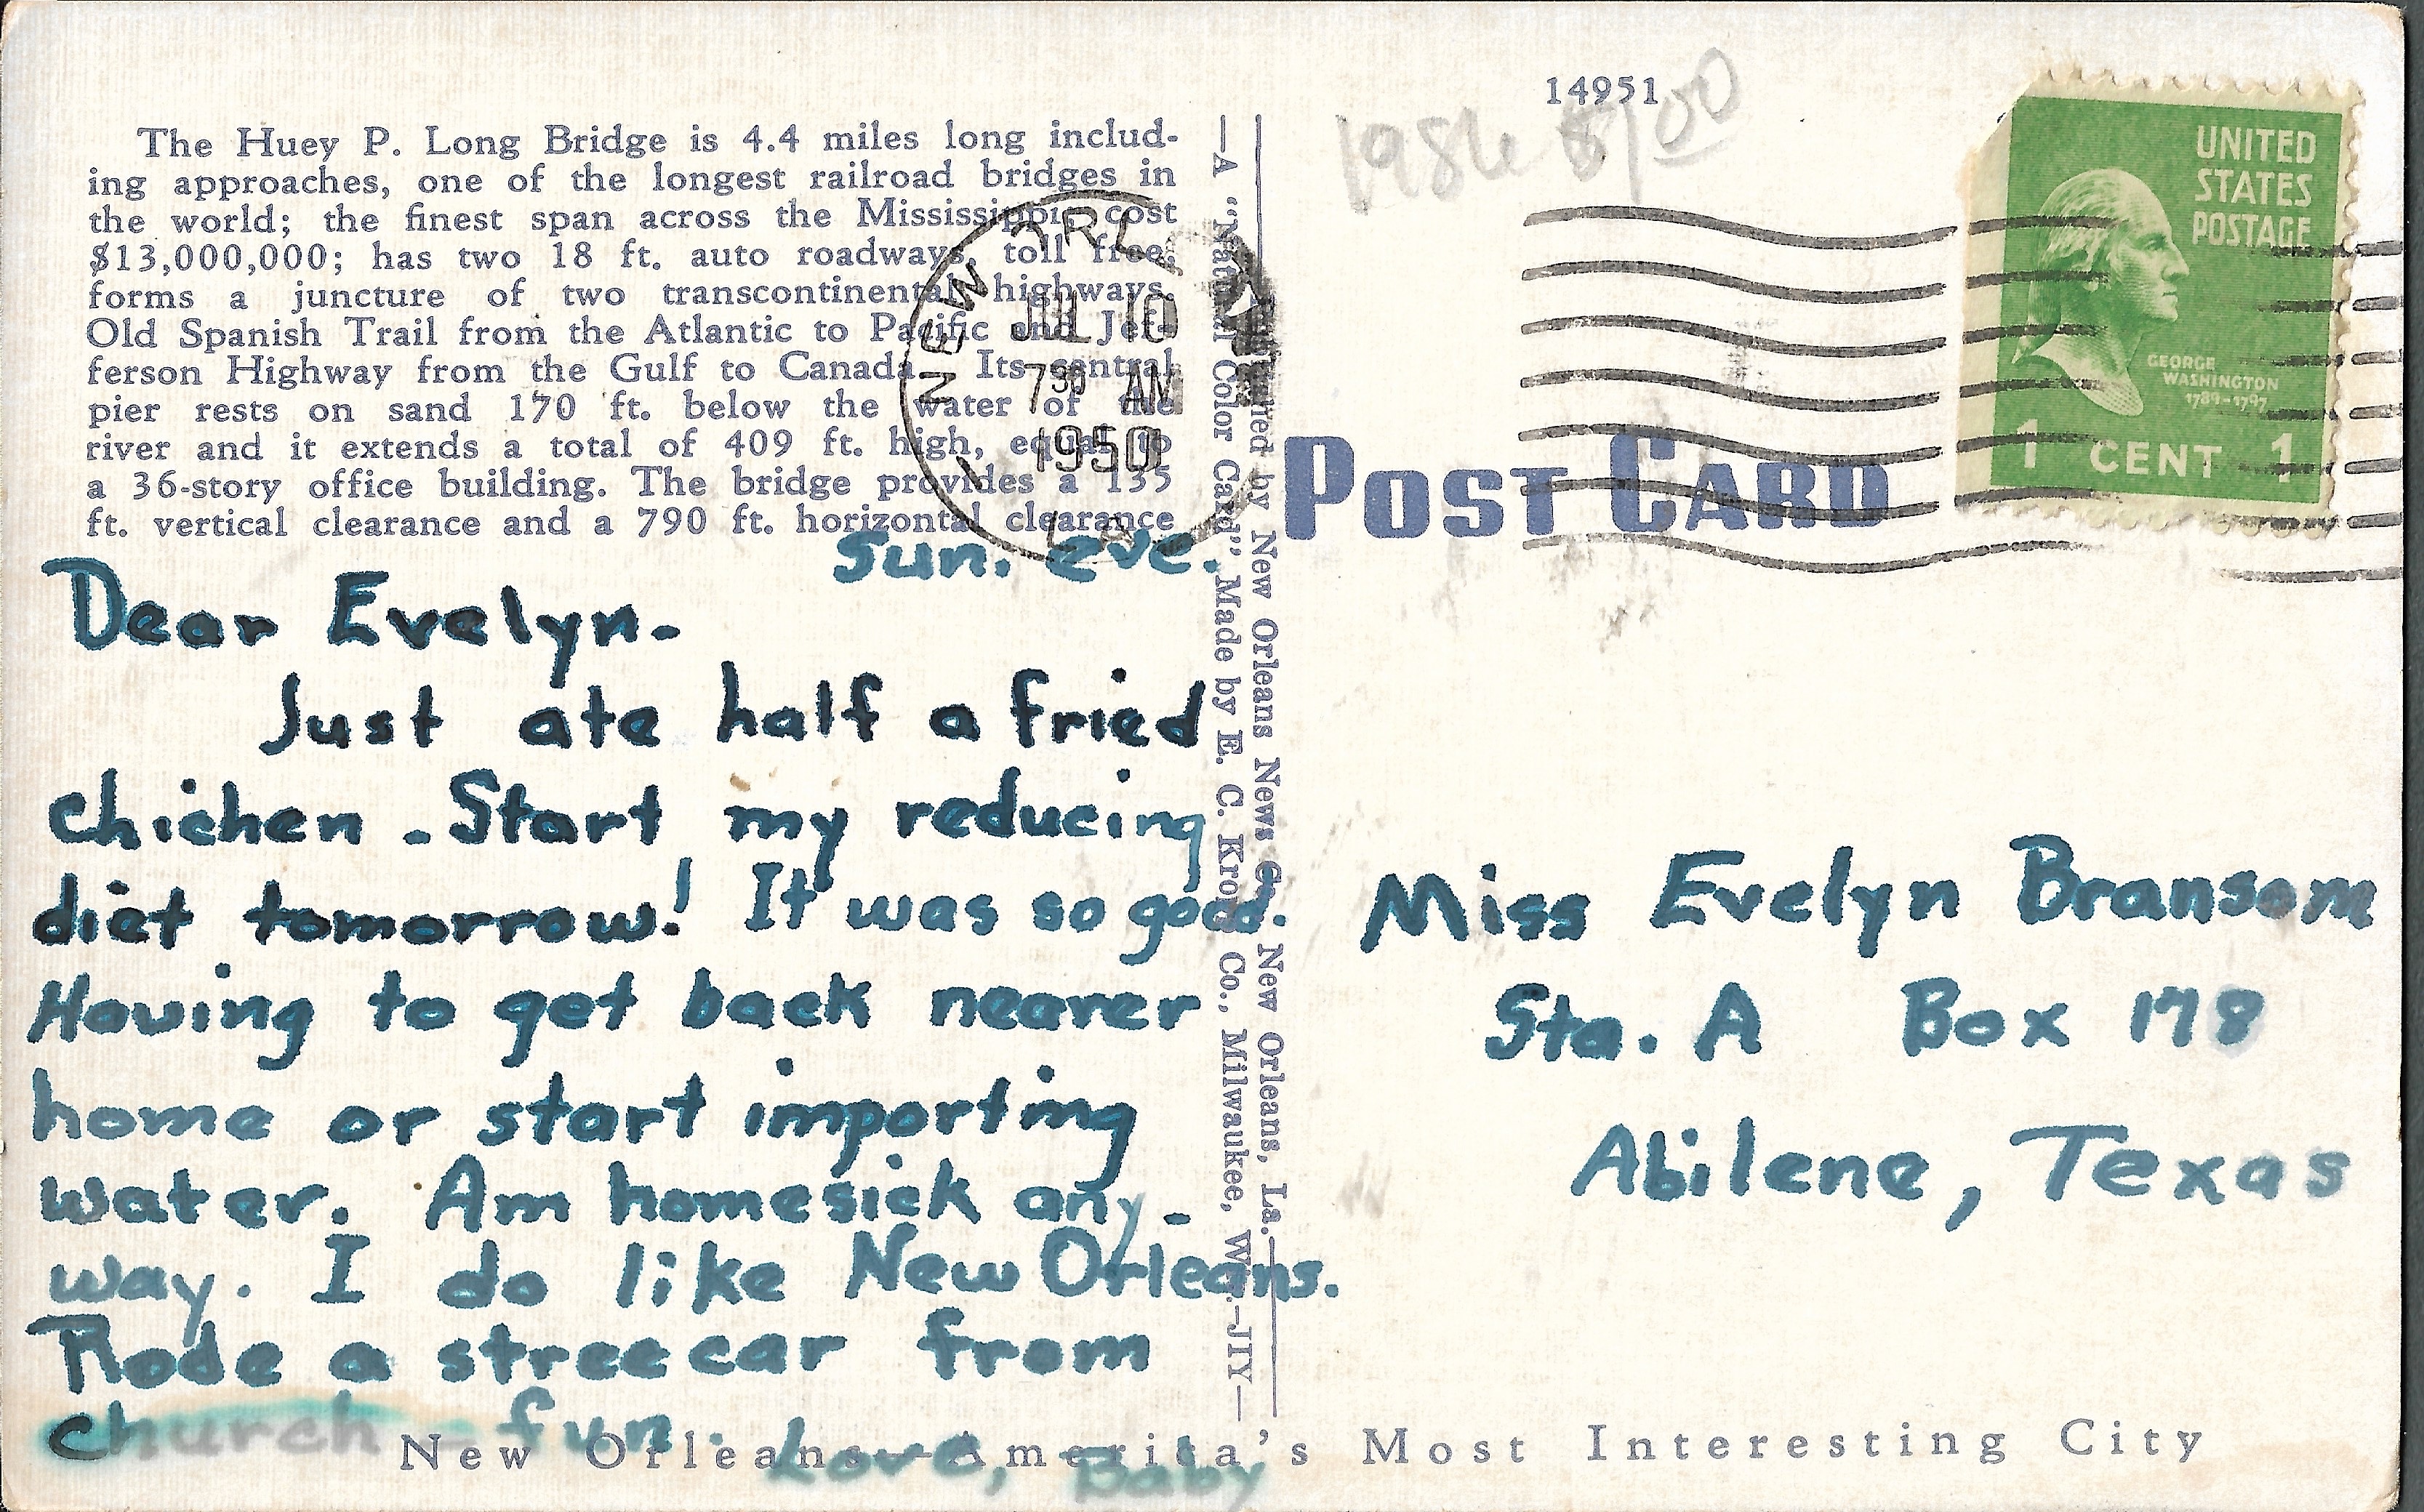 The Huey P. Long Bridge is 4.4 miles long includ-
ing approaches, one of the longest railroad bridges in
the world; the finest span across the Mississippi, cost
$13,000,000; has two 18 ft. auto roadways, toll free;
forms a juncture of two transcontinental highways,
Old Spanish Trail from the Atlantic to Pacific and Jef-
ferson Highway from the Gulf to Canada. Its central
pier rests on sand 170 ft. below the water of the
river and it extends a total of 409 ft. high, equal to
a 36-story office building. The bridge provides a 135
ft. vertical clearance and a 790 ft. horizontal clearance
NEW ORLEANS
JUL 10
7 30 AM
1950
LA
Sun. eve.
Dear Evelyn-
Just ate half a fried
chichen - Start my reducing
diet tomorrow! It was so good.
Having to get back nearer
home or start importing
water. Am homesick any-
way. I do like New Orleans.
Rode a streecar from
church - fun.
Love, Baby
—A "Natural Color Card" Made by E. C. Kropp Co., Milwaukee, Wis.—JTY—
by New Orleans News Co., New Orleans, La.
14951
1986
POST CARD
UNITED
STATES
POSTAGE
GEORGE
WASHINGTON
1789-1797
1 CENT 1
Miss Evelyn Bransom
Sta. A Box 178
Abilene, Texas
New Orleans—America's Most Interesting City